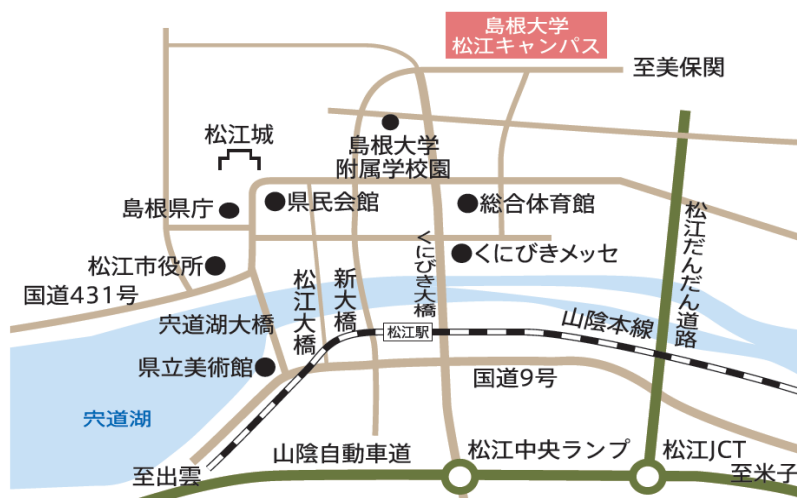 島根大学
松江キャンパス
至美保関
松江城
島根大学
附属学校園
県民会館
総合体育館
島根県庁
くにびきメッセ
松江市役所
国道431号
松江大橋
新大橋
くにびき大橋
松江だんだん道路
宍道湖大橋
松江駅
山陰本線
県立美術館
国道9号
宍道湖
山陰自動車道
松江中央ランプ
松江JCT
至出雲
至米子